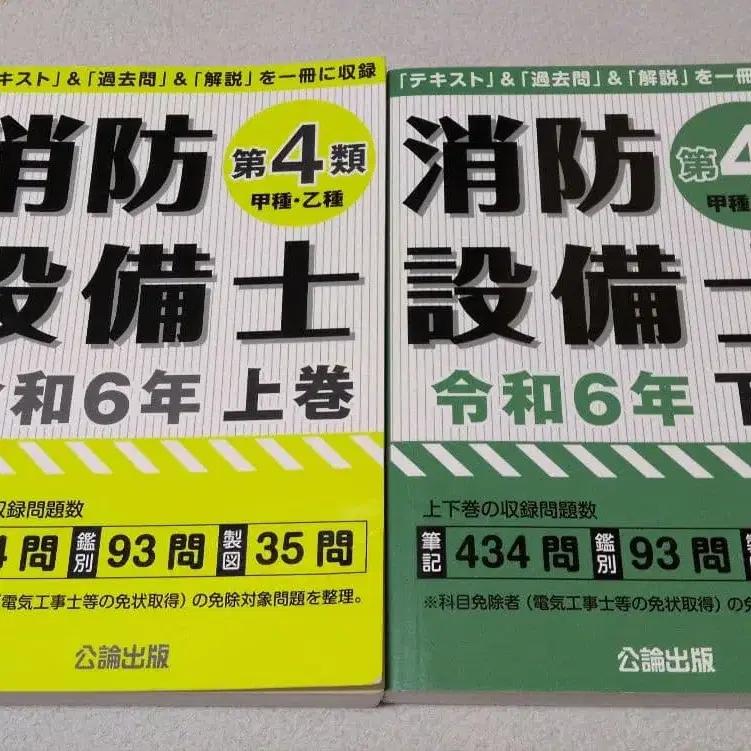 キスト」&「過去問」&「解説」を一冊に収録
消防
設備士
第4類
甲種・乙種
令和6年 上巻
収録問題数
4問 鑑別 93問 製図 35問
電気工事士等の免状取得）の免除対象問題を整理。
公論出版
「テキスト」&「過去問」&「解説」を一冊
消防
設備士
第4
甲種
令和6年 下
上下巻の収録問題数
筆記 434問 鑑別 93問
※科目免除者（電気工事士等の免状取得）の免
公論出版